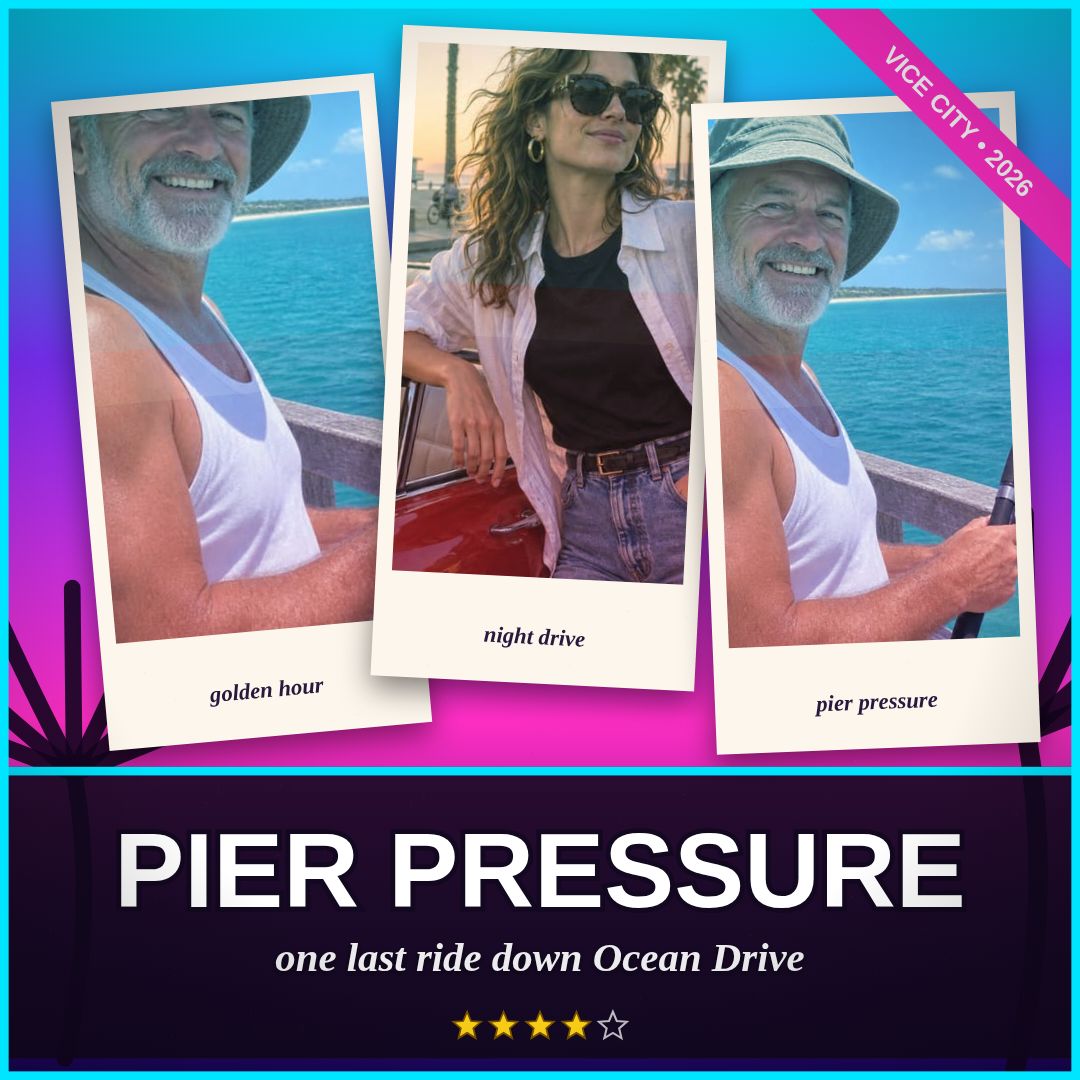 VICE CITY • 2026
golden hour
night drive
pier pressure
PIER PRESSURE
one last ride down Ocean Drive
★★★★☆